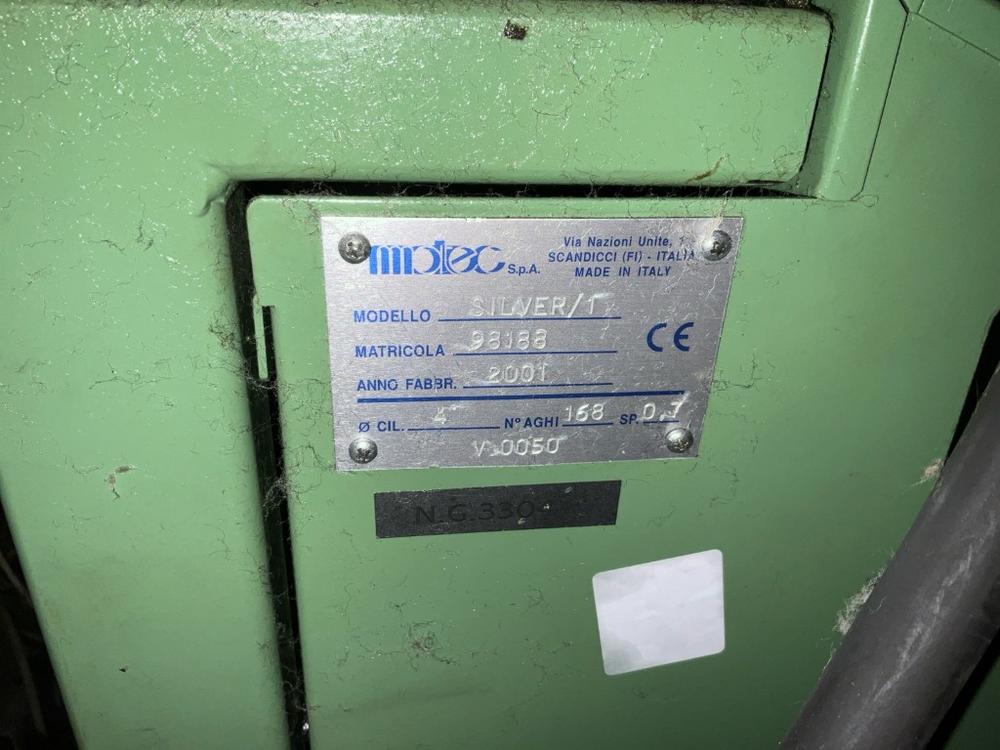 matec S.p.A.
Via Nazioni Unite,
SCANDICCI (FI) - ITALIA
MADE IN ITALY
MODELLO SILVER/1
MATRICOLA 98188
CE
ANNO FABBR. 2001
Ø CIL. 4" N° AGHI 168 SP. 0.7
V.0050
N.G.330